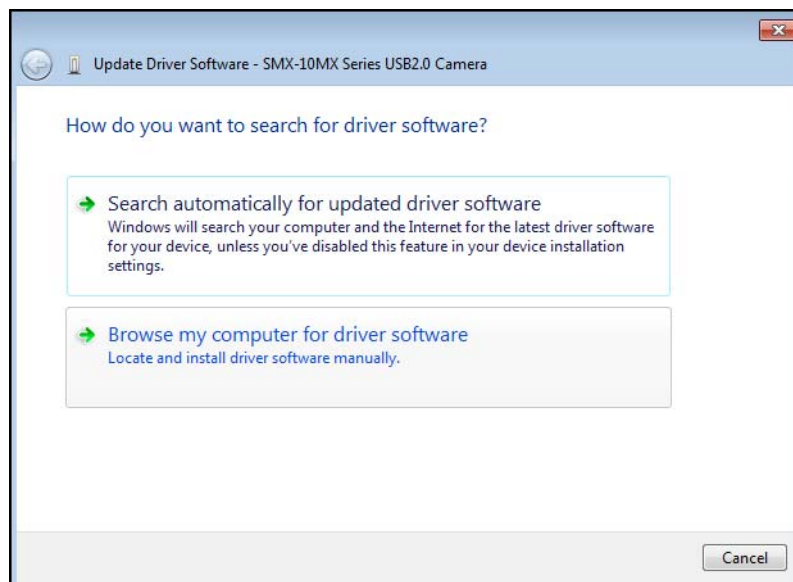 Update Driver Software - SMX-10MX Series USB2.0 Camera
How do you want to search for driver software?
Search automatically for updated driver software
Windows will search your computer and the Internet for the latest driver software
for your device, unless you've disabled this feature in your device installation
settings.
Browse my computer for driver software
Locate and install driver software manually.
Cancel